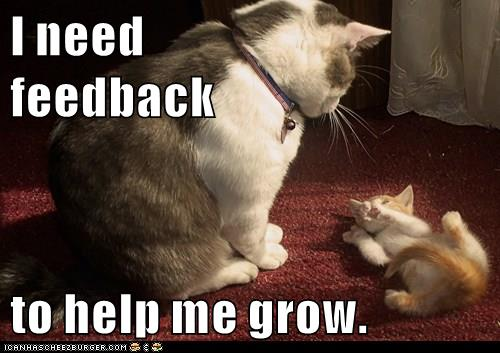 I need
feedback
to help me grow.
ICANHASCHEEZBURGER.COM